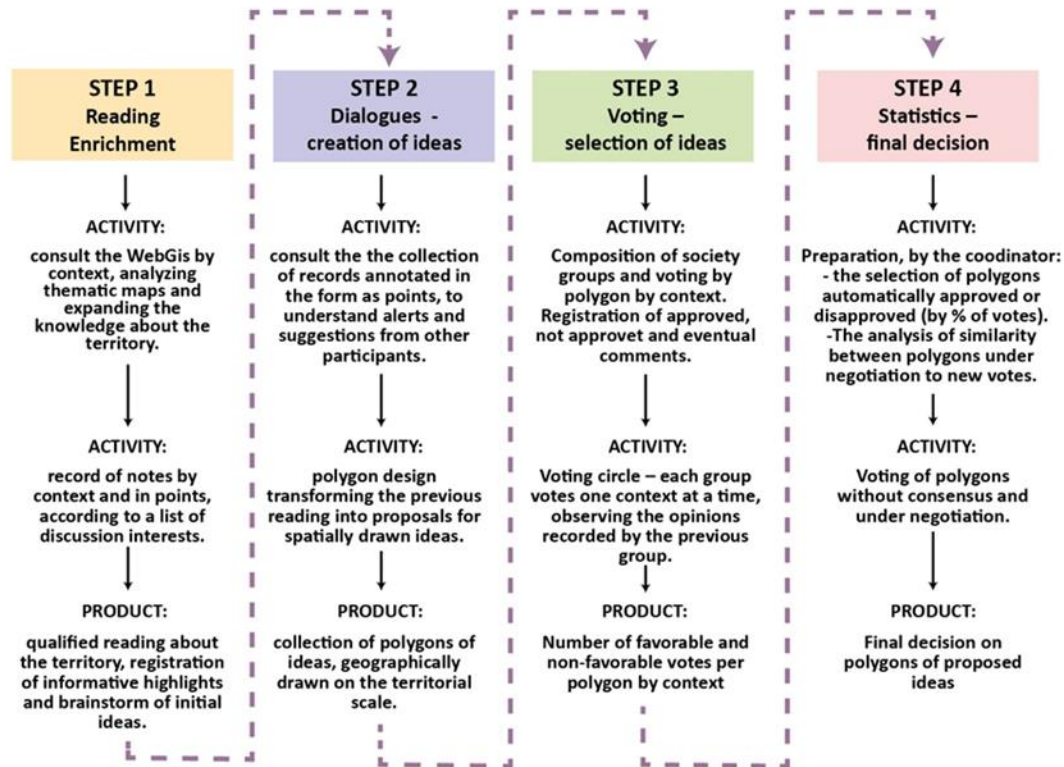 STEP 1
Reading
Enrichment
ACTIVITY:
consult the WebGis by
context, analyzing
thematic maps and
expanding the
knowledge about the
territory.
ACTIVITY:
record of notes by
context and in points,
according to a list of
discussion interests.
PRODUCT:
qualified reading about
the territory, registration
of informative highlights
and brainstorm of initial
ideas.
STEP 2
Dialogues -
creation of ideas
ACTIVITY:
consult the the collection
of records annotated in
the form as points, to
understand alerts and
suggestions from other
participants.
ACTIVITY:
polygon design
transforming the previous
reading into proposals for
spatially drawn ideas.
PRODUCT:
collection of polygons of
ideas, geographically
drawn on the territorial
scale.
STEP 3
Voting –
selection of ideas
ACTIVITY:
Composition of society
groups and voting by
polygon by context.
Registration of approved,
not approvet and eventual
comments.
ACTIVITY:
Voting circle – each group
votes one context at a time,
observing the opinions
recorded by the previous
group.
PRODUCT:
Number of favorable and
non-favorable votes per
polygon by context
STEP 4
Statistics –
final decision
ACTIVITY:
Preparation, by the coodinator:
- the selection of polygons
automatically approved or
disapproved (by % of votes).
-The analysis of similarity
between polygons under
negotiation to new votes.
ACTIVITY:
Voting of polygons
without consensus and
under negotiation.
PRODUCT:
Final decision on
polygons of proposed
ideas